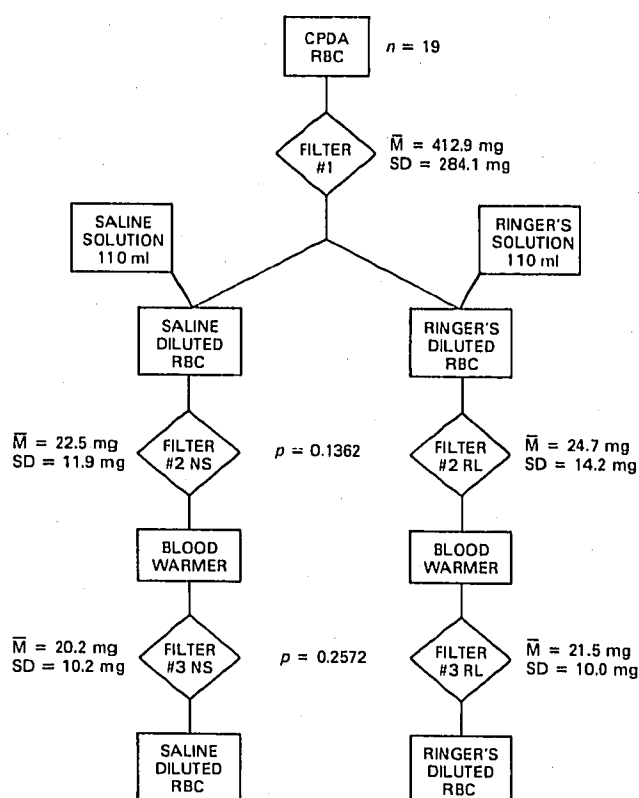 CPDA
RBC
n = 19
FILTER
#1
M̅ = 412.9 mg
SD = 284.1 mg
SALINE
SOLUTION
110 ml
RINGER'S
SOLUTION
110 ml
SALINE
DILUTED
RBC
RINGER'S
DILUTED
RBC
M̅ = 22.5 mg
SD = 11.9 mg
FILTER
#2 NS
p = 0.1362
FILTER
#2 RL
M̅ = 24.7 mg
SD = 14.2 mg
BLOOD
WARMER
BLOOD
WARMER
M̅ = 20.2 mg
SD = 10.2 mg
FILTER
#3 NS
p = 0.2572
FILTER
#3 RL
M̅ = 21.5 mg
SD = 10.0 mg
SALINE
DILUTED
RBC
RINGER'S
DILUTED
RBC